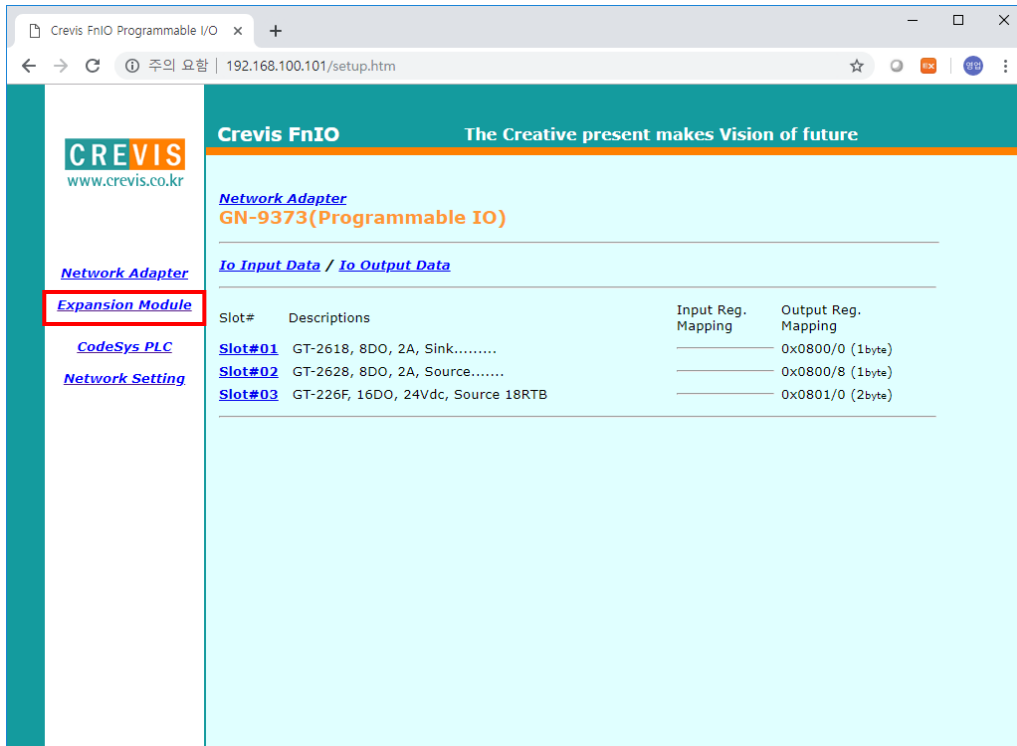 Crevis FnIO Programmable I/O
주의 요함 | 192.168.100.101/setup.htm
영업
CREVIS
www.crevis.co.kr
Crevis FnIO The Creative present makes Vision of future
Network Adapter
Expansion Module
CodeSys PLC
Network Setting
Network Adapter
GN-9373(Programmable IO)
Io Input Data / Io Output Data
Slot# Descriptions Input Reg. Mapping Output Reg. Mapping
Slot#01 GT-2618, 8DO, 2A, Sink......... 0x0800/0 (1byte)
Slot#02 GT-2628, 8DO, 2A, Source....... 0x0800/8 (1byte)
Slot#03 GT-226F, 16DO, 24Vdc, Source 18RTB 0x0801/0 (2byte)